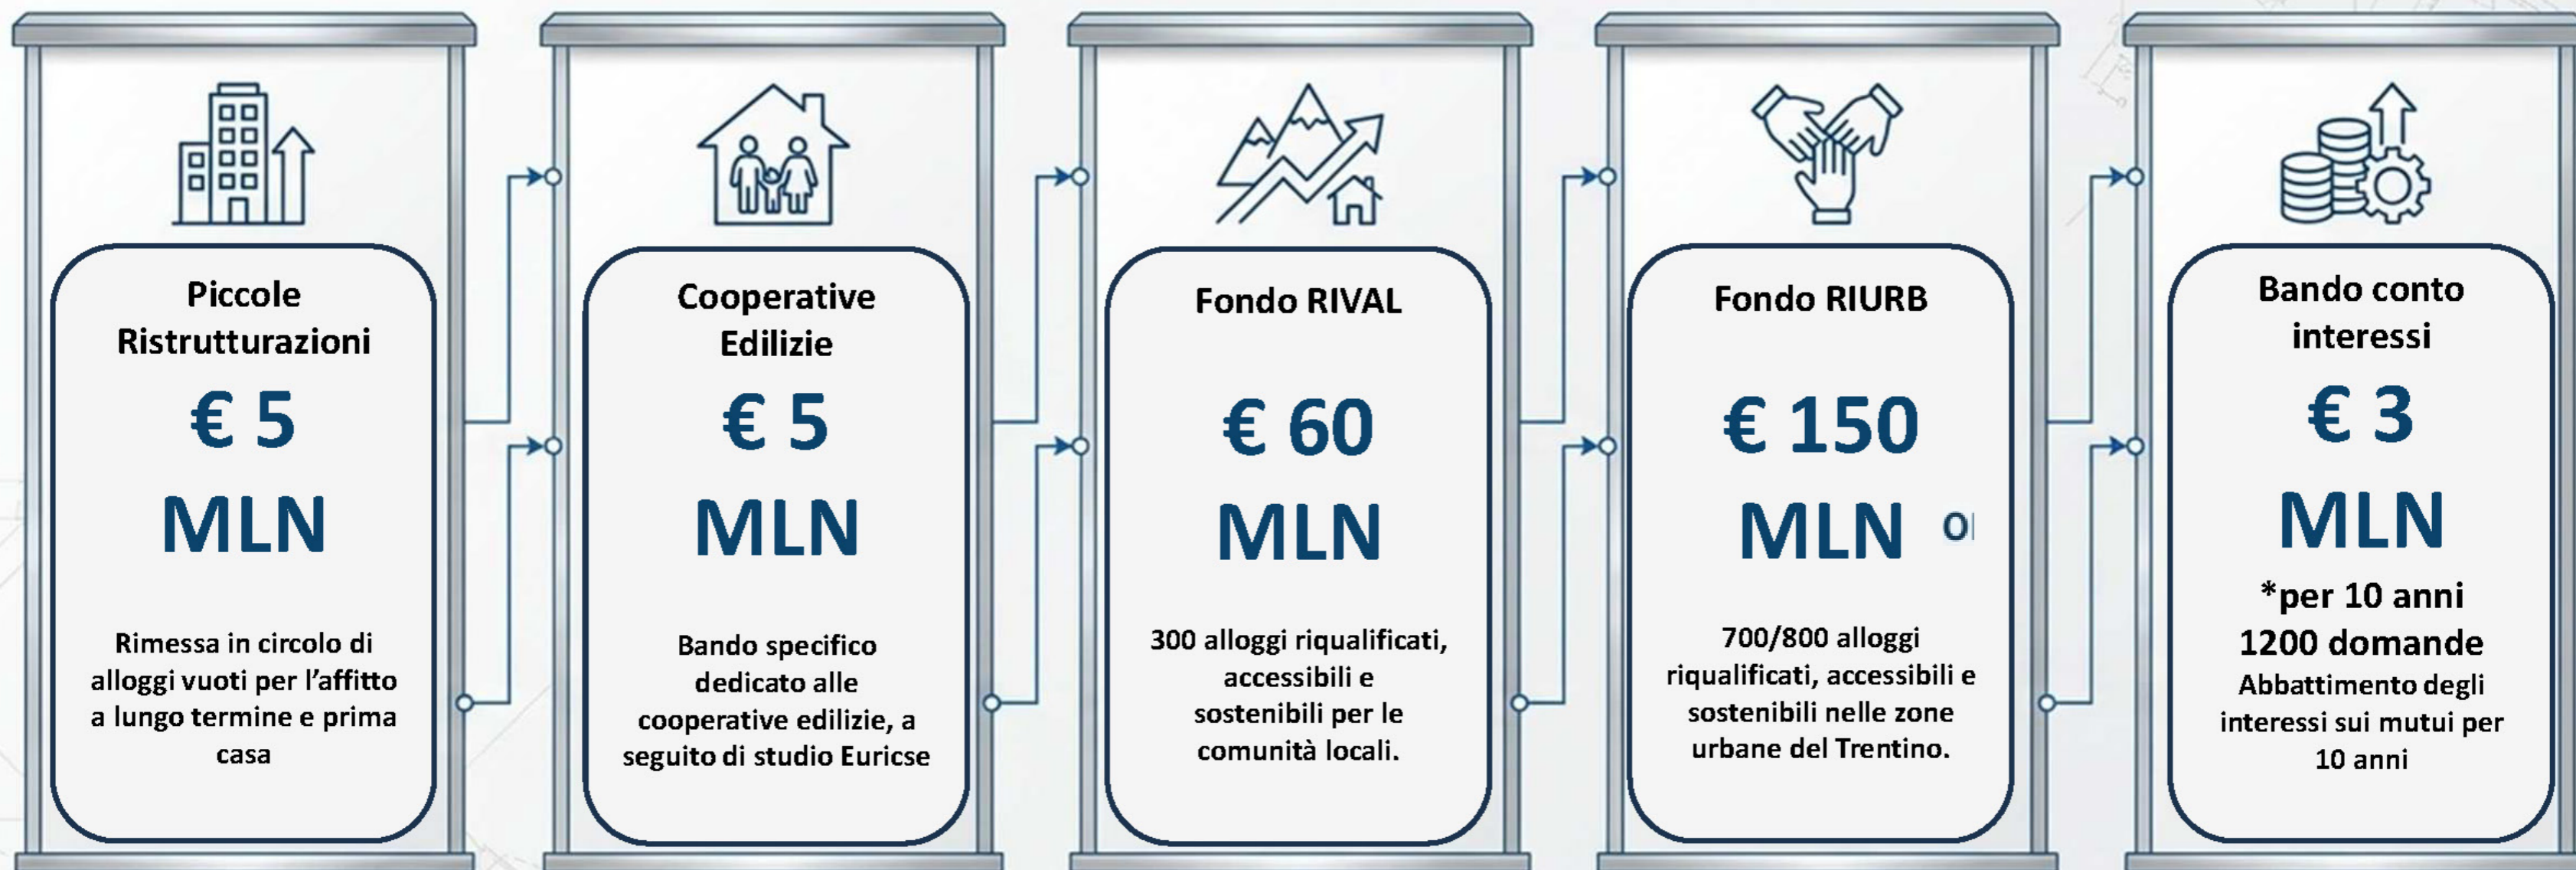 Piccole
Ristrutturazioni
€ 5
MLN
Rimessa in circolo di
alloggi vuoti per l'affitto
a lungo termine e prima
casa
Cooperative
Edilizie
€ 5
MLN
Bando specifico
dedicato alle
cooperative edilizie, a
seguito di studio Euricse
Fondo RIVAL
€ 60
MLN
300 alloggi riqualificati,
accessibili e
sostenibili per le
comunità locali.
Fondo RIURB
€ 150
MLN
700/800 alloggi
riqualificati, accessibili e
sostenibili nelle zone
urbane del Trentino.
Bando conto
interessi
€ 3
MLN
*per 10 anni
1200 domande
Abbattimento degli
interessi sui mutui per
10 anni